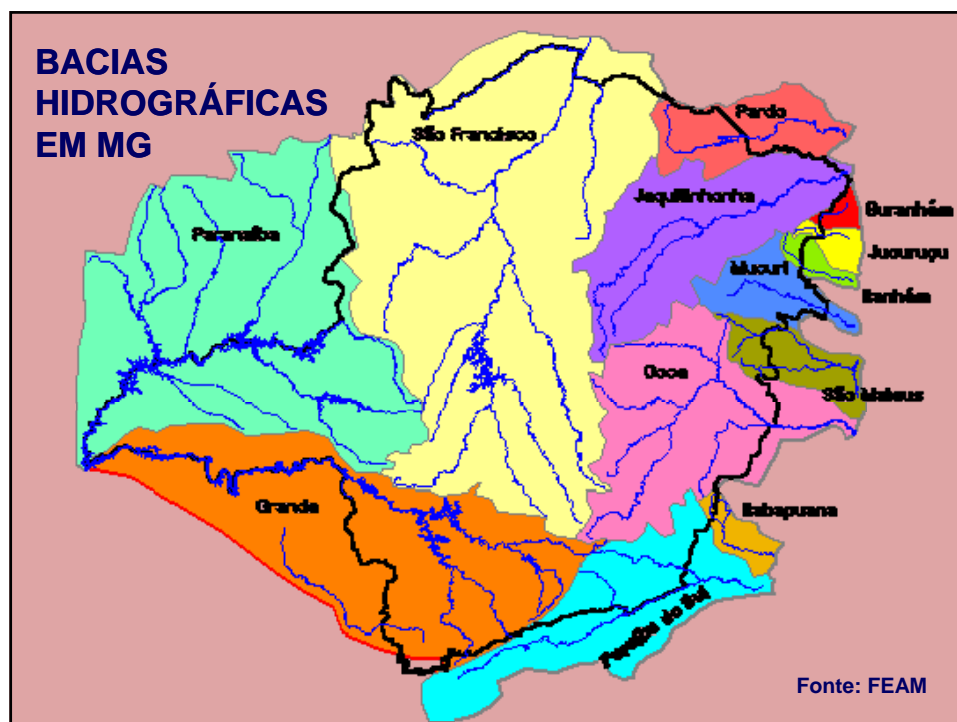 BACIAS
HIDROGRÁFICAS
EM MG
São Francisco
Pardo
Jequitinhonha
Buranhém
Paranaíba
Jucuruçu
Mucuri
Itanhém
Doce
São Mateus
Grande
Itabapuana
Paraíba do Sul
Fonte: FEAM